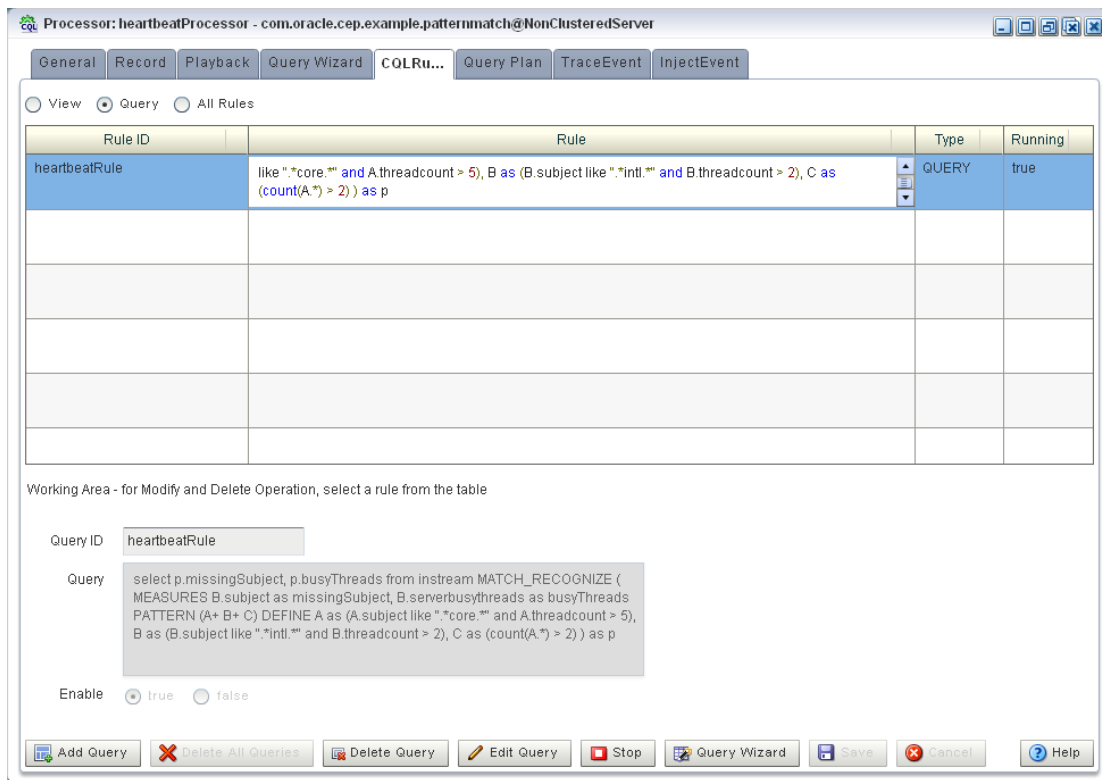 CQL Processor: heartbeatProcessor - com.oracle.cep.example.patternmatch@NonClusteredServer
General Record Playback Query Wizard CQLRu... Query Plan TraceEvent InjectEvent
View Query All Rules
Rule ID Rule Type Running
heartbeatRule like ".*core.*" and A.threadcount > 5), B as (B.subject like ".*intl.*" and B.threadcount > 2), C as QUERY true
(count(A.*) > 2) ) as p
Working Area - for Modify and Delete Operation, select a rule from the table
Query ID heartbeatRule
Query select p.missingSubject, p.busyThreads from instream MATCH_RECOGNIZE (
MEASURES B.subject as missingSubject, B.serverbusythreads as busyThreads
PATTERN (A+ B+ C) DEFINE A as (A.subject like ".*core.*" and A.threadcount > 5),
B as (B.subject like ".*intl.*" and B.threadcount > 2), C as (count(A.*) > 2) ) as p
Enable true false
Add Query Delete All Queries Delete Query Edit Query Stop Query Wizard Save Cancel Help